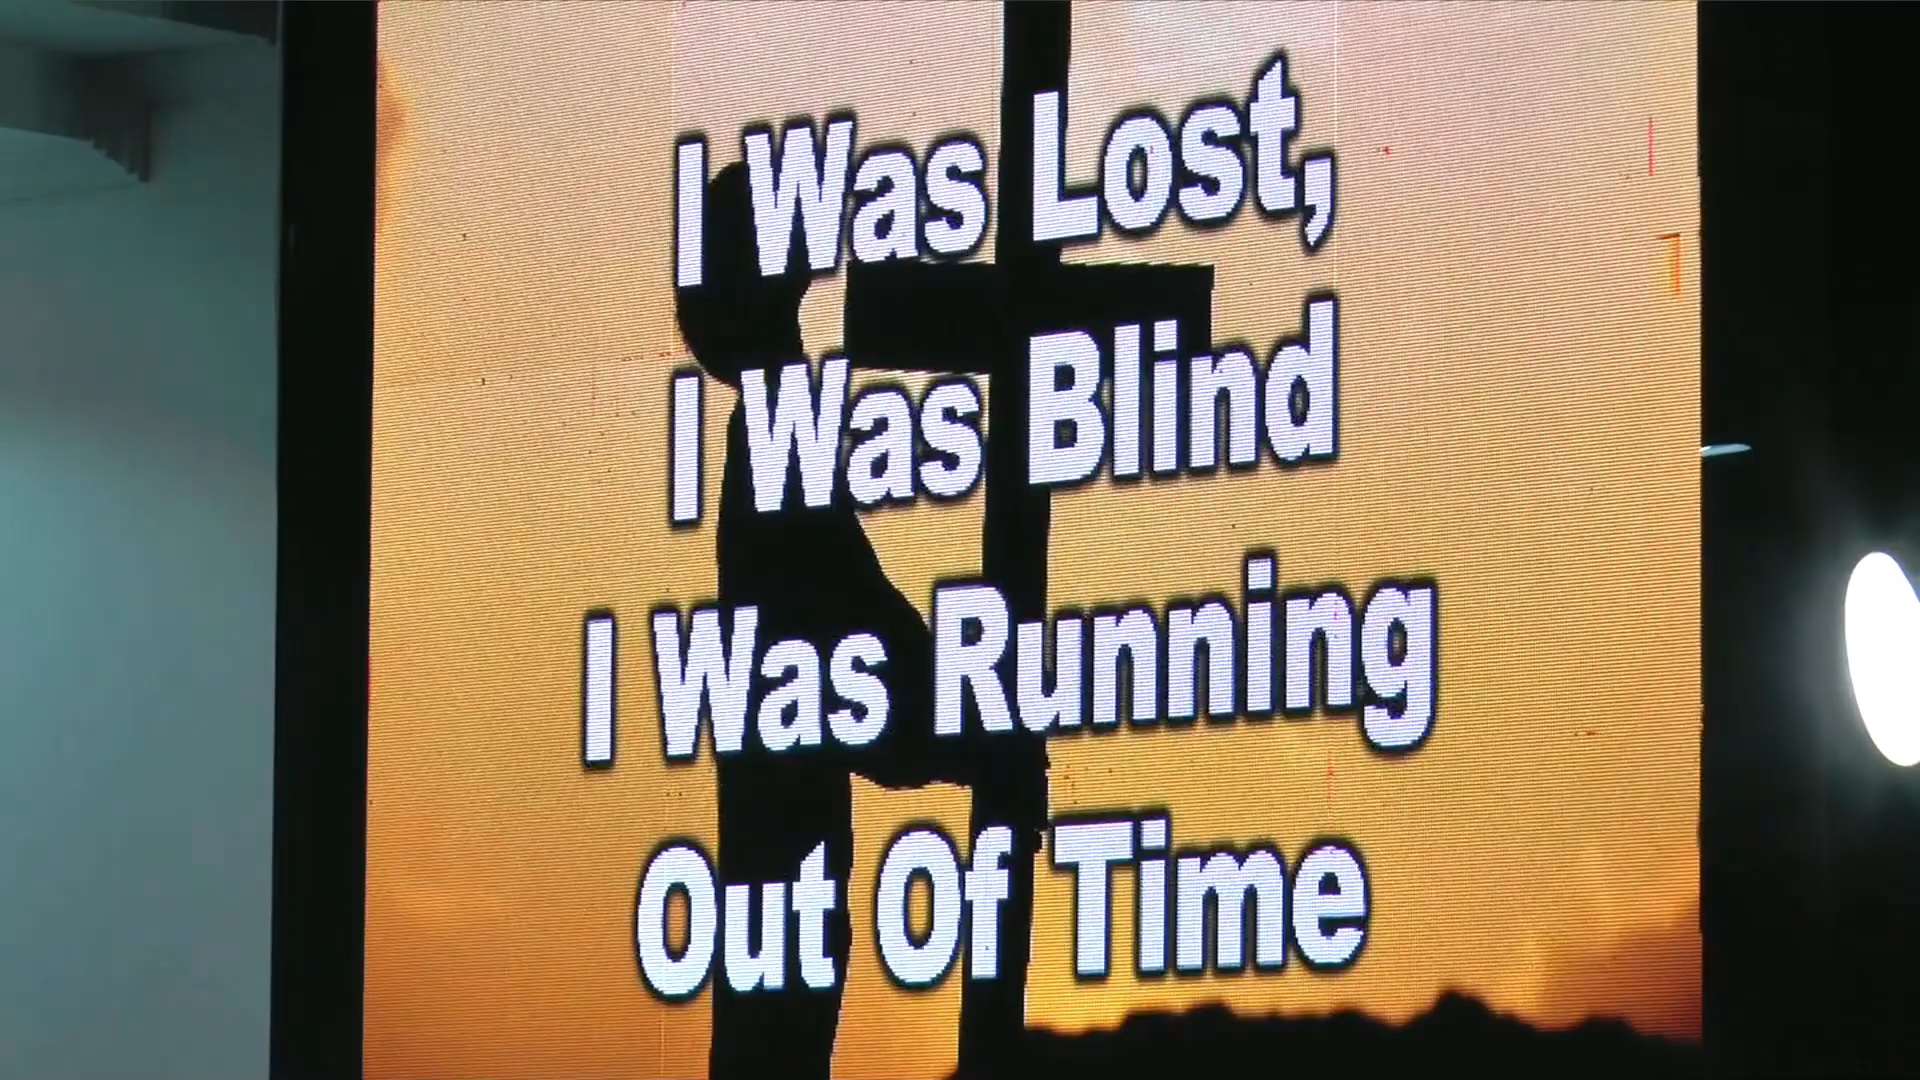 I Was Lost,
I Was Blind
I Was Running
Out Of Time